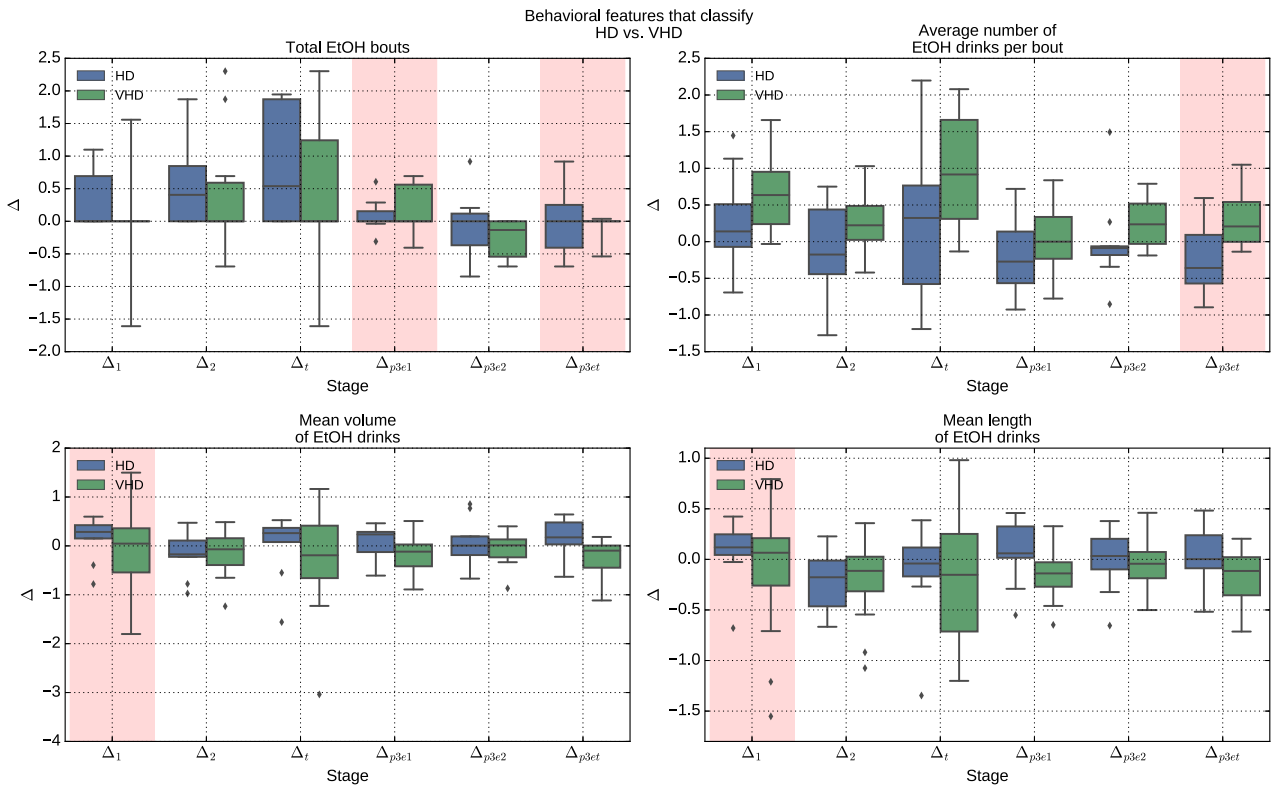 Behavioral features that classify
HD vs. VHD
Total EtOH bouts
HD
VHD
2.5
2.0
1.5
1.0
0.5
0.0
−0.5
−1.0
−1.5
−2.0
Δ
Δ1
Δ2
Δt
Δp3e1
Δp3e2
Δp3et
Stage
Average number of
EtOH drinks per bout
HD
VHD
2.5
2.0
1.5
1.0
0.5
0.0
−0.5
−1.0
−1.5
Δ
Δ1
Δ2
Δt
Δp3e1
Δp3e2
Δp3et
Stage
Mean volume
of EtOH drinks
HD
VHD
2
1
0
−1
−2
−3
−4
Δ
Δ1
Δ2
Δt
Δp3e1
Δp3e2
Δp3et
Stage
Mean length
of EtOH drinks
HD
VHD
1.0
0.5
0.0
−0.5
−1.0
−1.5
Δ
Δ1
Δ2
Δt
Δp3e1
Δp3e2
Δp3et
Stage